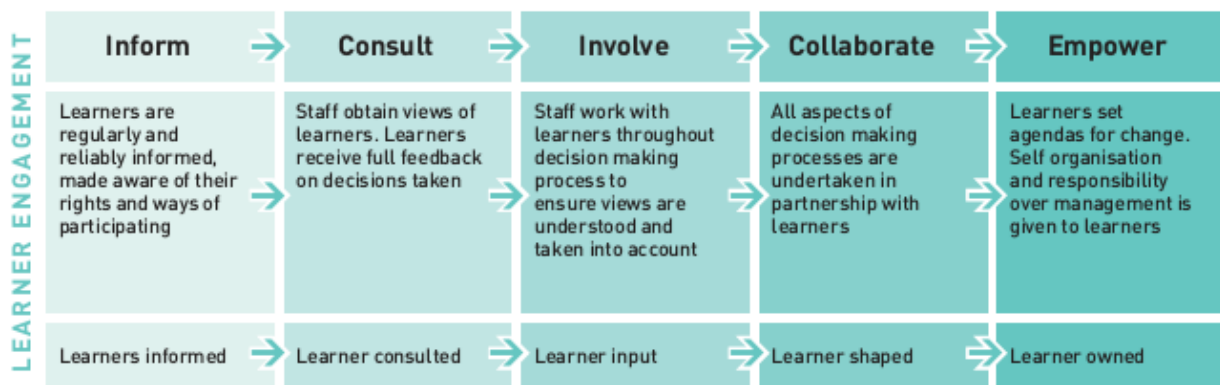 LEARNER ENGAGEMENT
Inform
Consult
Involve
Collaborate
Empower
Learners are
regularly and
reliably informed,
made aware of their
rights and ways of
participating
Staff obtain views of
learners. Learners
receive full feedback
on decisions taken
Staff work with
learners throughout
decision making
process to
ensure views are
understood and
taken into account
All aspects of
decision making
processes are
undertaken in
partnership with
learners
Learners set
agendas for change.
Self organisation
and responsibility
over management is
given to learners
Learners informed
Learner consulted
Learner input
Learner shaped
Learner owned